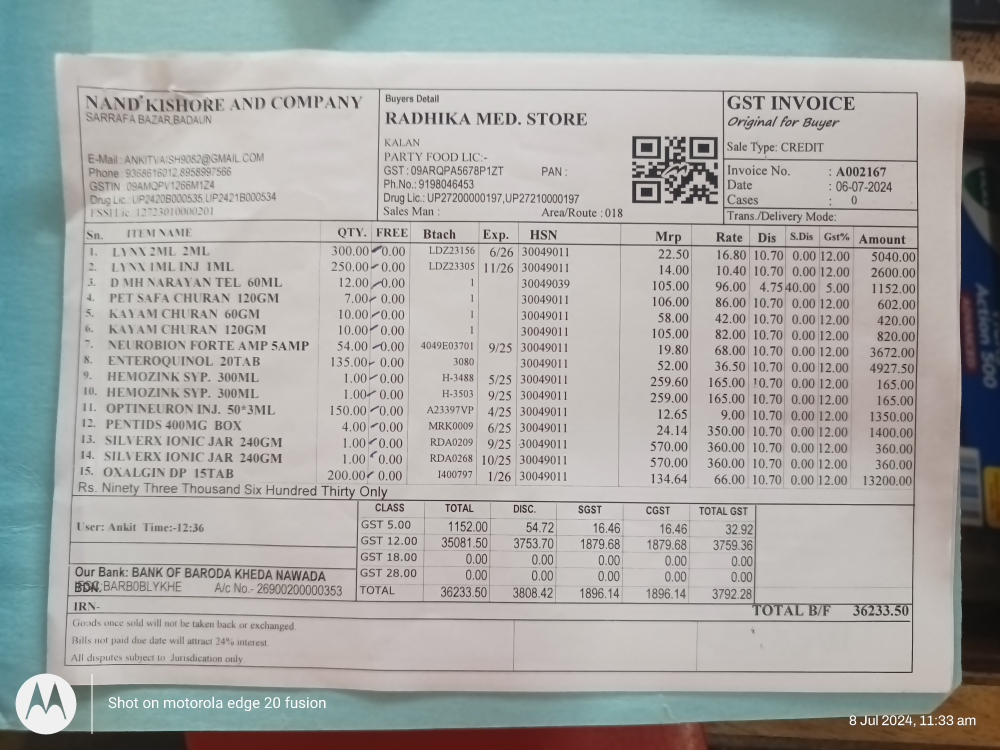 NAND KISHORE AND COMPANY
SARRAFA BAZAR,BADAUN
E-Mail : ANKITVAISH9082@GMAIL.COM
Phone : 9368616012,8958997566
GSTIN : 09AMQPV1266M1Z4
Drug Lic.: UP2420B000535,UP2421B000534
FSSI Lic. 12723010000201
Buyers Detail
RADHIKA MED. STORE
KALAN
PARTY FOOD LIC:-
GST : 09ARQPA5678P1ZT PAN :
Ph.No.: 9198046453
Drug Lic.: UP27200000197,UP27210000197
Sales Man : Area/Route : 018
GST INVOICE
Original for Buyer
Sale Type: CREDIT
Invoice No. : A002167
Date : 06-07-2024
Cases : 0
Trans./Delivery Mode:
Sn. ITEM NAME QTY. FREE Btach Exp. HSN Mrp Rate Dis S.Dis Gst% Amount
1. LYNX 2ML 2ML 300.00 0.00 LDZ23156 6/26 30049011 22.50 16.80 10.70 0.00 12.00 5040.00
2. LYNX 1ML INJ 1ML 250.00 0.00 LDZ23305 11/26 30049011 14.00 10.40 10.70 0.00 12.00 2600.00
3. D MH NARAYAN TEL 60ML 12.00 0.00 1 30049039 105.00 96.00 4.75 40.00 5.00 1152.00
4. PET SAFA CHURAN 120GM 7.00 0.00 1 30049011 106.00 86.00 10.70 0.00 12.00 602.00
5. KAYAM CHURAN 60GM 10.00 0.00 1 30049011 58.00 42.00 10.70 0.00 12.00 420.00
6. KAYAM CHURAN 120GM 10.00 0.00 1 30049011 105.00 82.00 10.70 0.00 12.00 820.00
7. NEUROBION FORTE AMP 5AMP 54.00 0.00 4049E03701 9/25 30049011 19.80 68.00 10.70 0.00 12.00 3672.00
8. ENTEROQUINOL 20TAB 135.00 0.00 3080 30049011 52.00 36.50 10.70 0.00 12.00 4927.50
9. HEMOZINK SYP. 300ML 1.00 0.00 H-3488 5/25 30049011 259.60 165.00 10.70 0.00 12.00 165.00
10. HEMOZINK SYP. 300ML 1.00 0.00 H-3503 9/25 30049011 259.00 165.00 10.70 0.00 12.00 165.00
11. OPTINEURON INJ. 50*3ML 150.00 0.00 A23397VP 4/25 30049011 12.65 9.00 10.70 0.00 12.00 1350.00
12. PENTIDS 400MG BOX 4.00 0.00 MRK0009 6/25 30049011 24.14 350.00 10.70 0.00 12.00 1400.00
13. SILVERX IONIC JAR 240GM 1.00 0.00 RDA0209 9/25 30049011 570.00 360.00 10.70 0.00 12.00 360.00
14. SILVERX IONIC JAR 240GM 1.00 0.00 RDA0268 10/25 30049011 570.00 360.00 10.70 0.00 12.00 360.00
15. OXALGIN DP 15TAB 200.00 0.00 I400797 1/26 30049011 134.64 66.00 10.70 0.00 12.00 13200.00
Rs. Ninety Three Thousand Six Hundred Thirty Only
User: Ankit Time:-12:36
Our Bank: BANK OF BARODA KHEDA NAWADA
BDN, BARB0BLYKHE A/c No.- 26900200000353
CLASS TOTAL DISC. SGST CGST TOTAL GST
GST 5.00 1152.00 54.72 16.46 16.46 32.92
GST 12.00 35081.50 3753.70 1879.68 1879.68 3759.36
GST 18.00 0.00 0.00 0.00 0.00 0.00
GST 28.00 0.00 0.00 0.00 0.00 0.00
TOTAL 36233.50 3808.42 1896.14 1896.14 3792.28
IRN-
TOTAL B/F 36233.50
Goods once sold will not be taken back or exchanged.
Bills not paid due date will attract 24% interest.
All disputes subject to Jurisdication only
Action 500
Shot on motorola edge 20 fusion
8 Jul 2024, 11:33 am